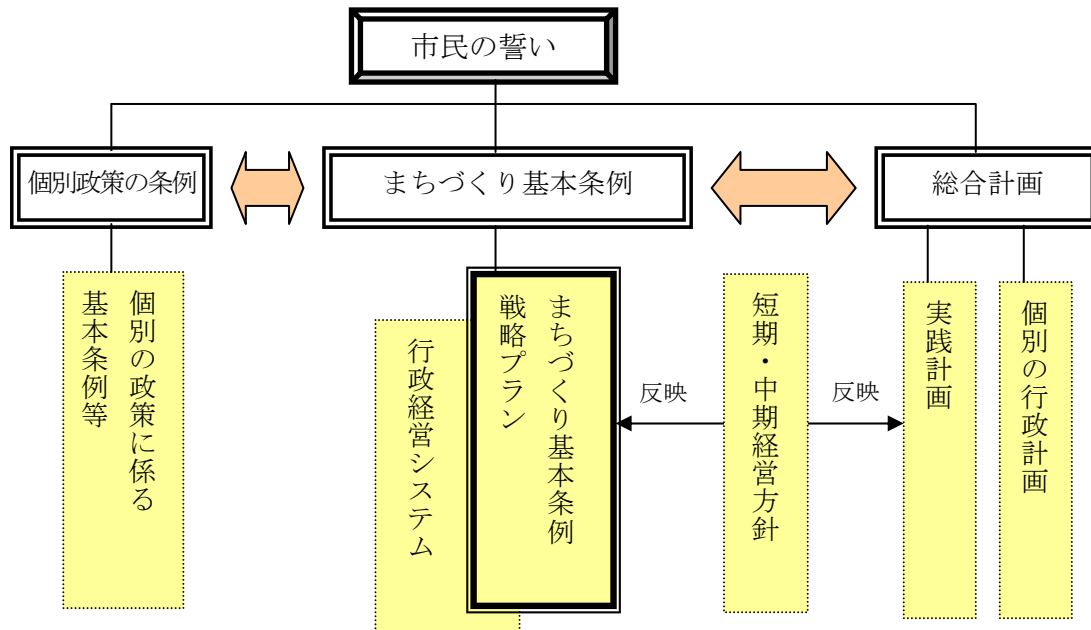 市民の誓い
個別政策の条例
まちづくり基本条例
総合計画
個別の政策に係る
基本条例等
行政経営システム
まちづくり基本条例
戦略プラン
反映
短期・中期経営方針
反映
実践計画
個別の行政計画